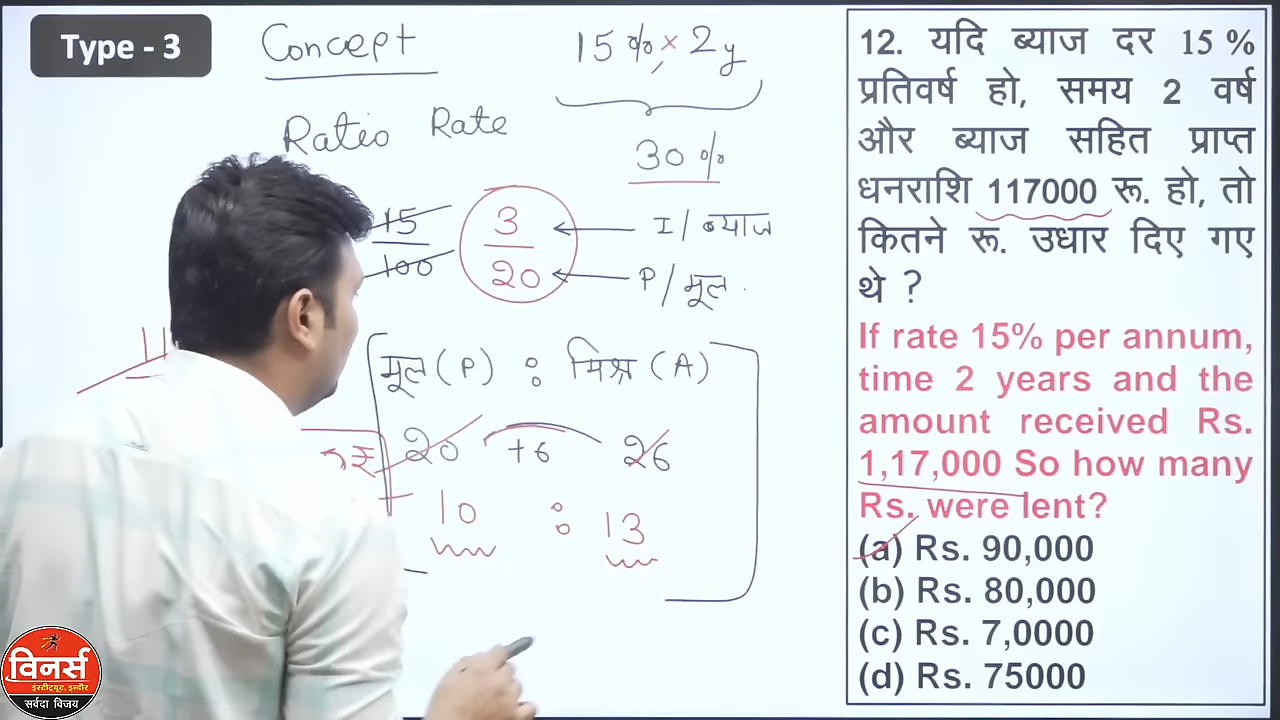 Type - 3
Concept
15 %, × 2 y
30 %
Ratio Rate
15
100
3
20
I / ब्याज
P / मूल .
मूल (P) : मिश्र (A)
20 +6 26
10 : 13
12. यदि ब्याज दर 15 %
प्रतिवर्ष हो, समय 2 वर्ष
और ब्याज सहित प्राप्त
धनराशि 117000 रू. हो, तो
कितने रू. उधार दिए गए
थे ?
If rate 15% per annum,
time 2 years and the
amount received Rs.
1,17,000 So how many
Rs. were lent?
(a) Rs. 90,000
(b) Rs. 80,000
(c) Rs. 7,0000
(d) Rs. 75000
विनर्स
इंस्टीट्यूट, इन्दौर
सर्वदा विजय